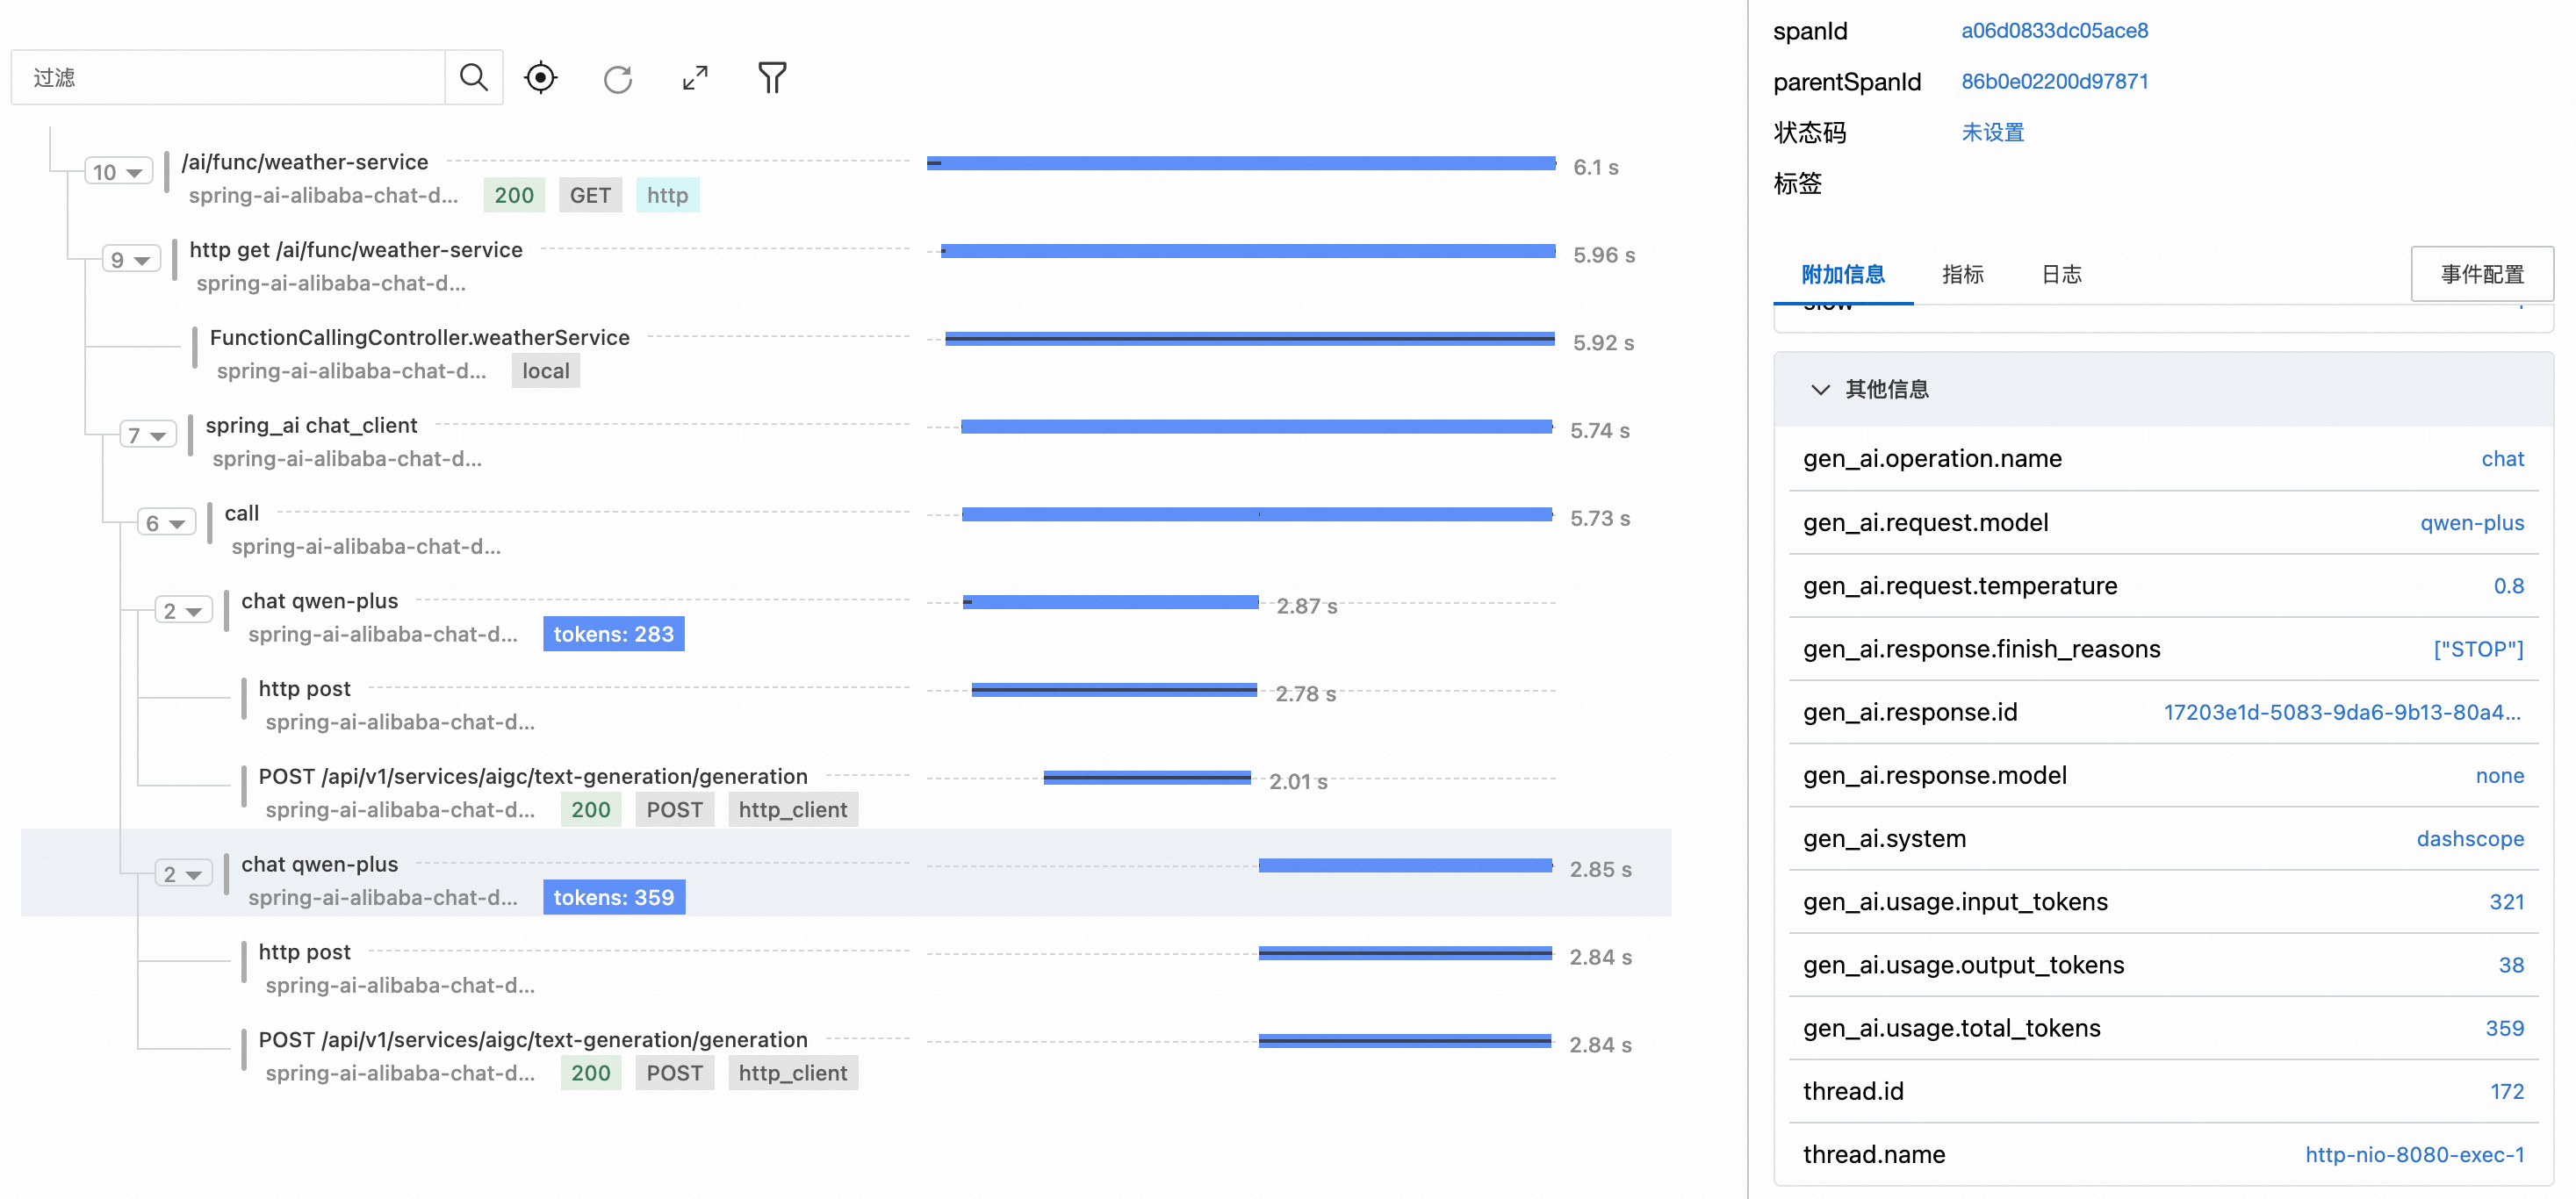 过滤
10
/ai/func/weather-service
6.1 s
spring-ai-alibaba-chat-d...
200
GET
http
9
http get /ai/func/weather-service
5.96 s
spring-ai-alibaba-chat-d...
FunctionCallingController.weatherService
5.92 s
spring-ai-alibaba-chat-d...
local
7
spring_ai chat_client
5.74 s
spring-ai-alibaba-chat-d...
6
call
5.73 s
spring-ai-alibaba-chat-d...
2
chat qwen-plus
2.87 s
spring-ai-alibaba-chat-d...
tokens: 283
http post
2.78 s
spring-ai-alibaba-chat-d...
POST /api/v1/services/aigc/text-generation/generation
2.01 s
spring-ai-alibaba-chat-d...
200
POST
http_client
2
chat qwen-plus
2.85 s
spring-ai-alibaba-chat-d...
tokens: 359
http post
2.84 s
spring-ai-alibaba-chat-d...
POST /api/v1/services/aigc/text-generation/generation
2.84 s
spring-ai-alibaba-chat-d...
200
POST
http_client
spanId a06d0833dc05ace8
parentSpanId 86b0e02200d97871
状态码 未设置
标签
附加信息 指标 日志 事件配置
其他信息
gen_ai.operation.name chat
gen_ai.request.model qwen-plus
gen_ai.request.temperature 0.8
gen_ai.response.finish_reasons ["STOP"]
gen_ai.response.id 17203e1d-5083-9da6-9b13-80a4...
gen_ai.response.model none
gen_ai.system dashscope
gen_ai.usage.input_tokens 321
gen_ai.usage.output_tokens 38
gen_ai.usage.total_tokens 359
thread.id 172
thread.name http-nio-8080-exec-1